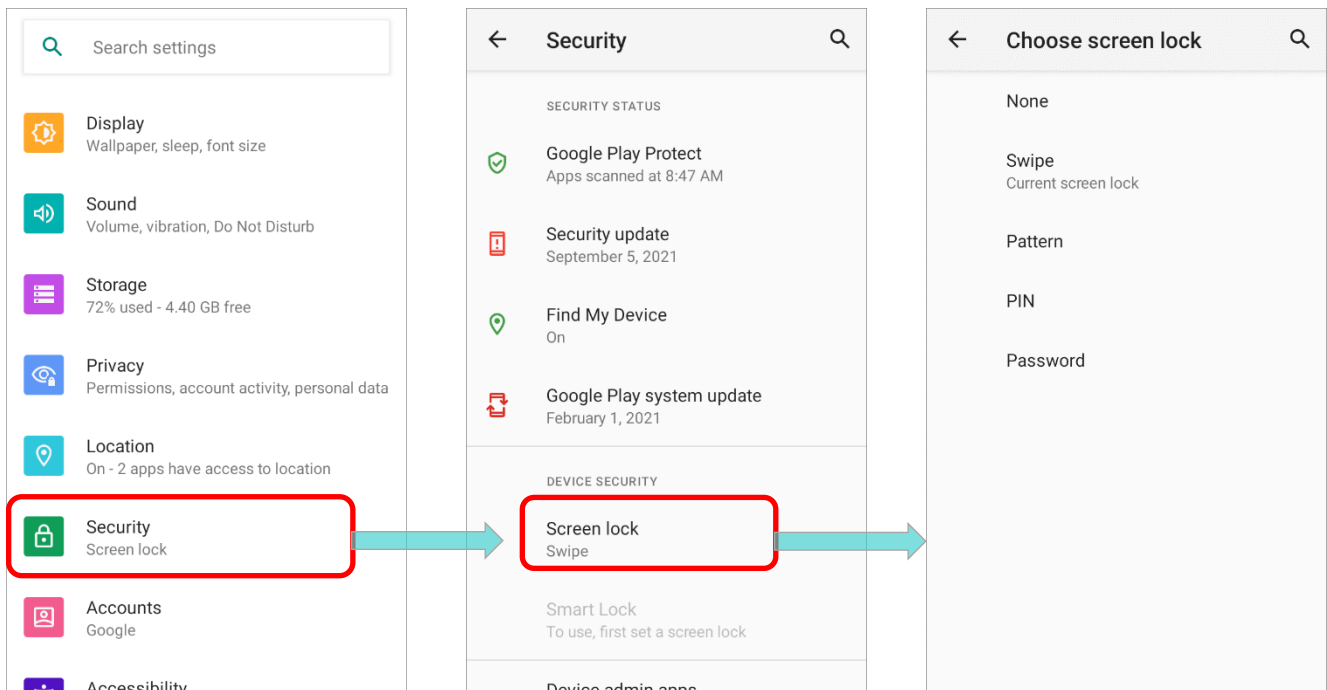 Search settings
Display
Wallpaper, sleep, font size
Sound
Volume, vibration, Do Not Disturb
Storage
72% used - 4.40 GB free
Privacy
Permissions, account activity, personal data
Location
On - 2 apps have access to location
Security
Screen lock
Accounts
Google
Accessibility
Security
SECURITY STATUS
Google Play Protect
Apps scanned at 8:47 AM
Security update
September 5, 2021
Find My Device
On
Google Play system update
February 1, 2021
DEVICE SECURITY
Screen lock
Swipe
Smart Lock
To use, first set a screen lock
Device admin apps
Choose screen lock
None
Swipe
Current screen lock
Pattern
PIN
Password